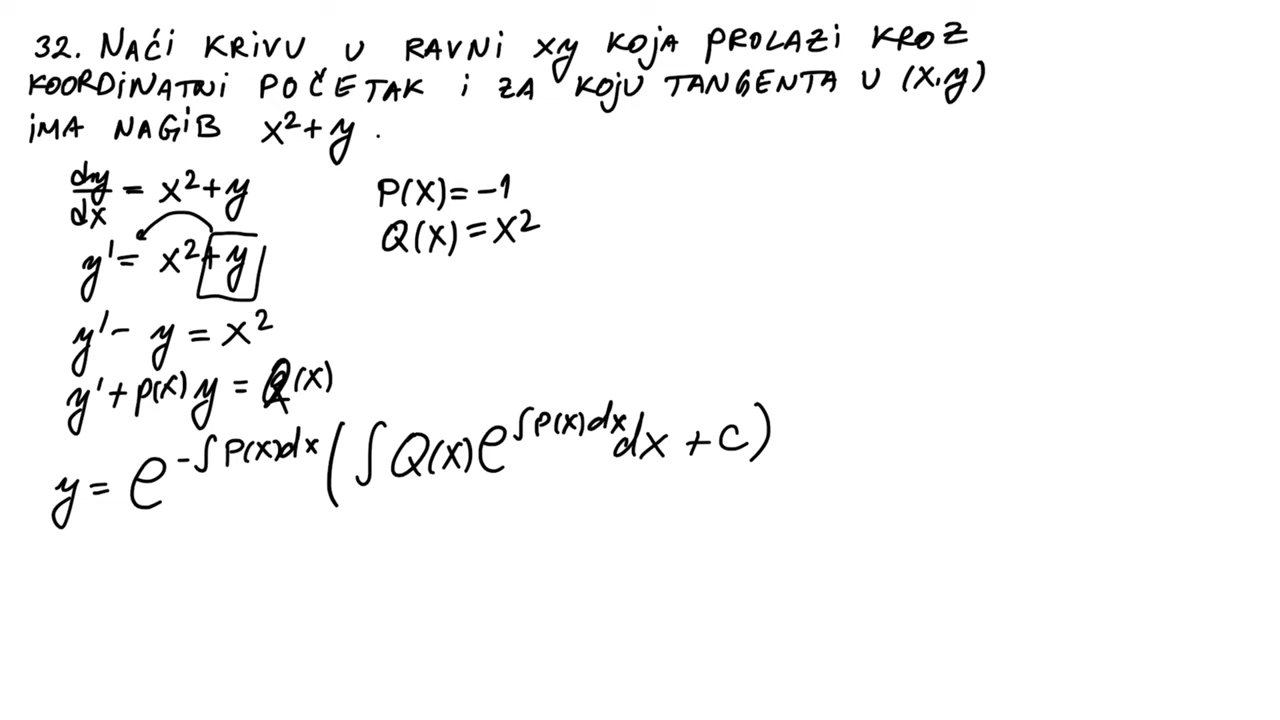 32. NAĆI KRIVU U RAVNI xy KOJA PROLAZI KROZ
KOORDINATNI POČETAK I ZA KOJU TANGENTA U (X,y)
IMA NAGIB x²+y.
dy/dx = x²+y
P(X)=-1
Q(X)=X²
y' = x²+y
y' - y = x²
y' + P(X) y = Q(X)
y = e^{-∫P(X)dx} (∫Q(X)e^{∫P(X)dx}dx + C)